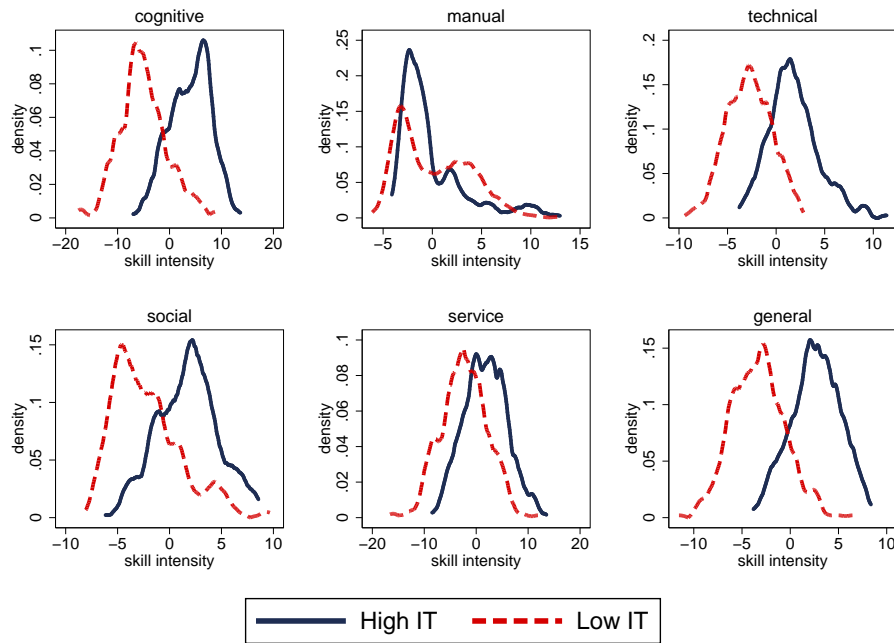 cognitive
manual
technical
density
0 .02 .04 .06 .08 .1
−20 −10 0 10 20
skill intensity
density
0 .05 .1 .15 .2 .25
−5 0 5 10 15
skill intensity
density
0 .05 .1 .15 .2
−10 −5 0 5 10
skill intensity
social
service
general
density
0 .05 .1 .15
−10 −5 0 5 10
skill intensity
density
0 .02 .04 .06 .08 .1
−20 −10 0 10 20
skill intensity
density
0 .05 .1 .15
−10 −5 0 5 10
skill intensity
High IT
Low IT